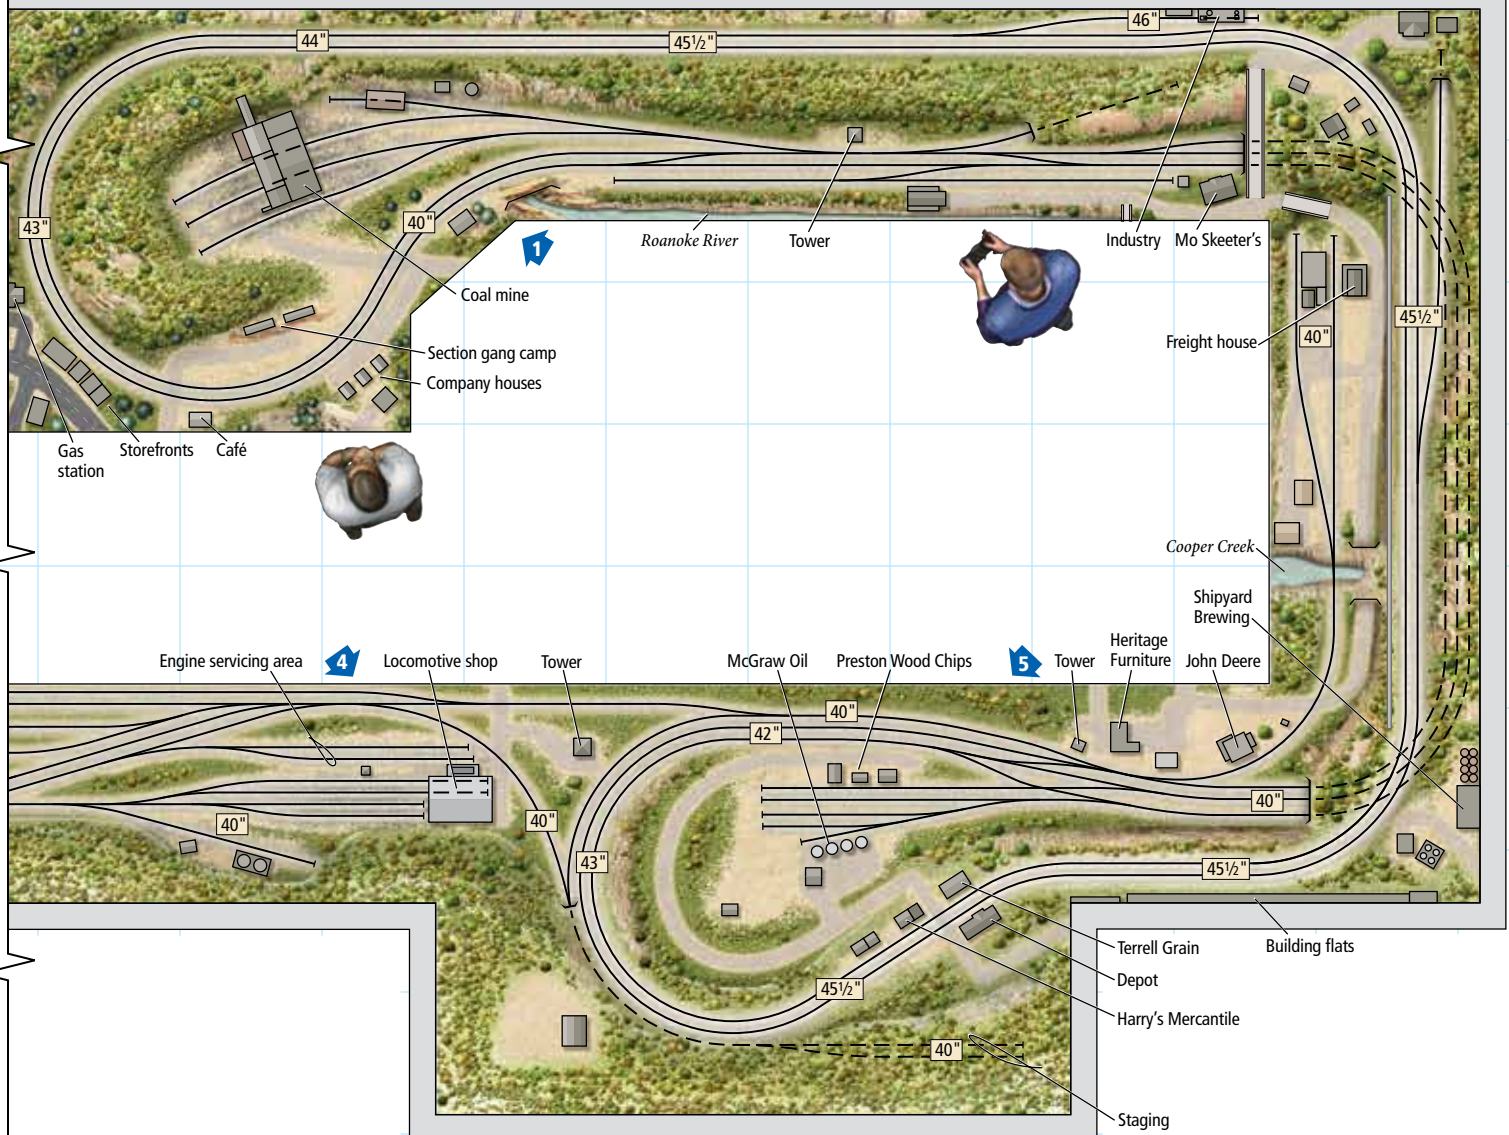 46"
44"
45½"
43"
40"
1
Roanoke River
Tower
Industry
Mo Skeeter's
Coal mine
45½"
40"
Freight house
Section gang camp
Company houses
Gas
station
Storefronts
Café
Cooper Creek
Shipyard
Brewing
Engine servicing area
4
Locomotive shop
Tower
McGraw Oil
Preston Wood Chips
5
Tower
Heritage
Furniture
John Deere
40"
42"
40"
40"
40"
43"
45½"
Terrell Grain
Building flats
Depot
45½"
Harry's Mercantile
40"
Staging